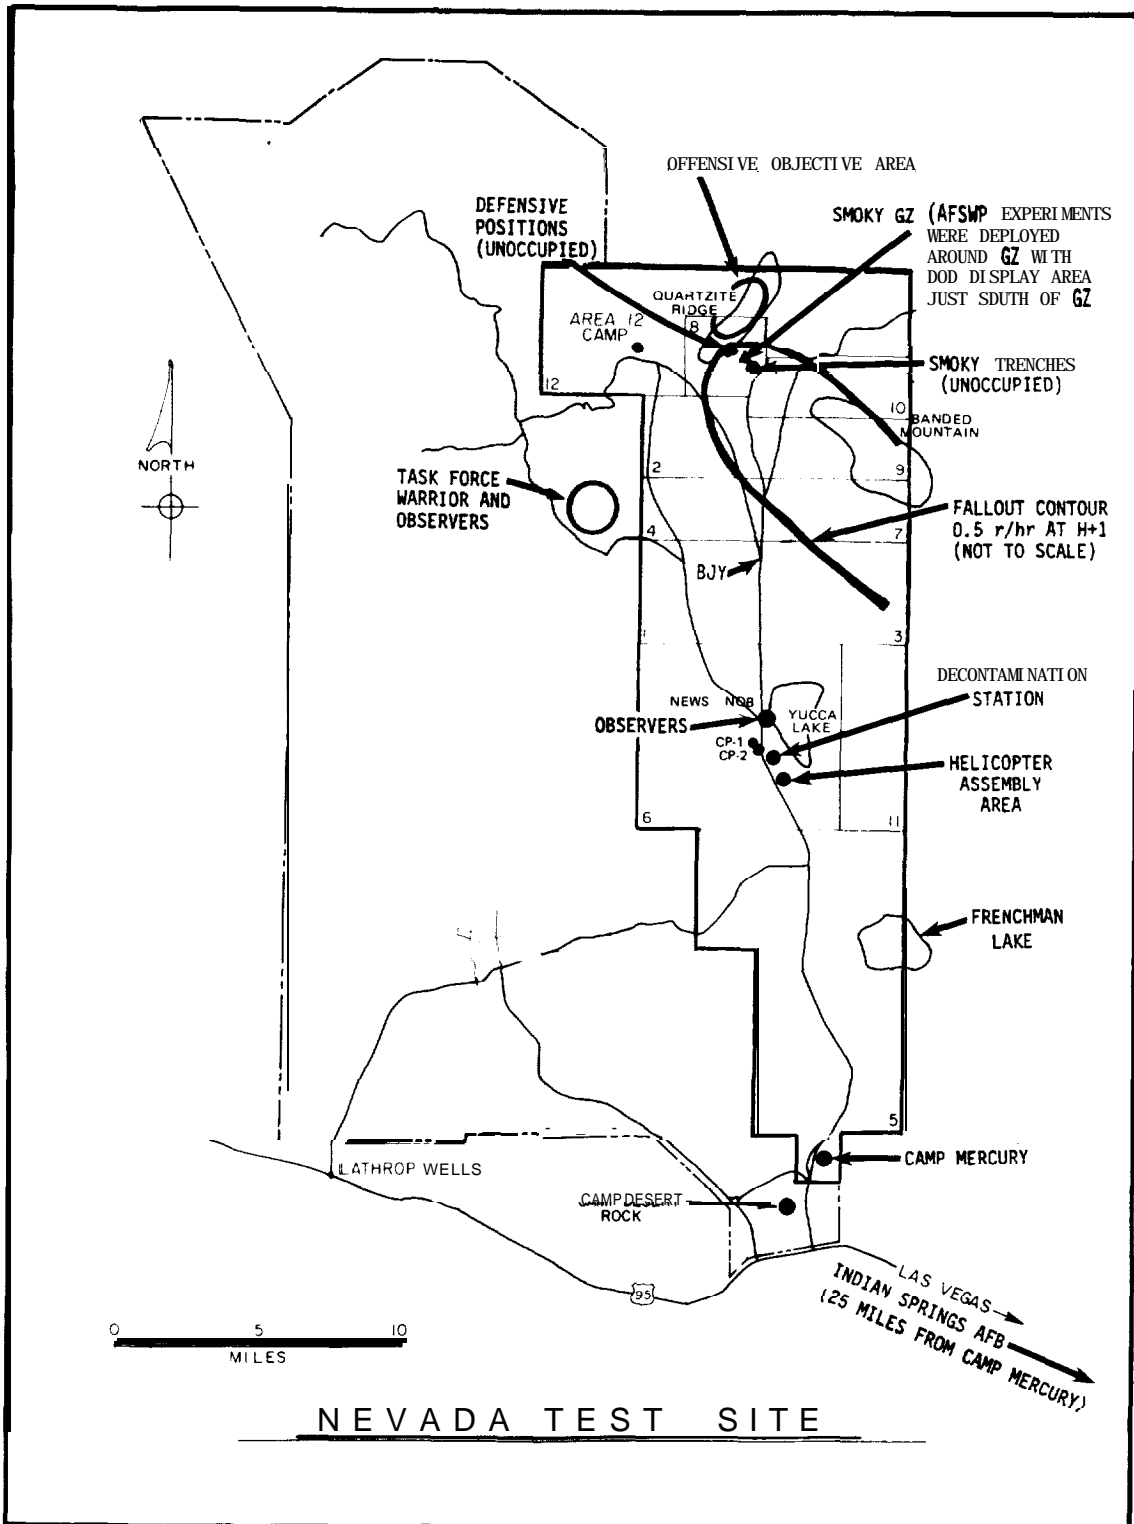 OFFENSIVE OBJECTIVE AREA
DEFENSIVE
POSITIONS
(UNOCCUPIED)
SMOKY GZ (AFSWP EXPERIMENTS
WERE DEPLOYED
AROUND GZ WITH
DOD DISPLAY AREA
JUST SDUTH OF GZ
QUARTZITE
RIDGE
AREA 12
CAMP
8
SMOKY TRENCHES
(UNOCCUPIED)
12
10
BANDED
MOUNTAIN
NORTH
TASK FORCE
WARRIOR AND
OBSERVERS
2
9
FALLOUT CONTOUR
0.5 r/hr AT H+1
(NOT TO SCALE)
4
7
BJY
1
3
DECONTAMINATION
STATION
NEWS NOB
OBSERVERS
YUCCA
LAKE
CP-1
CP-2
HELICOPTER
ASSEMBLY
AREA
6
11
FRENCHMAN
LAKE
5
CAMP MERCURY
LATHROP WELLS
CAMP DESERT
ROCK
95
LAS VEGAS
INDIAN SPRINGS AFB
(25 MILES FROM CAMP MERCURY)
0 5 10
MILES
NEVADA TEST SITE